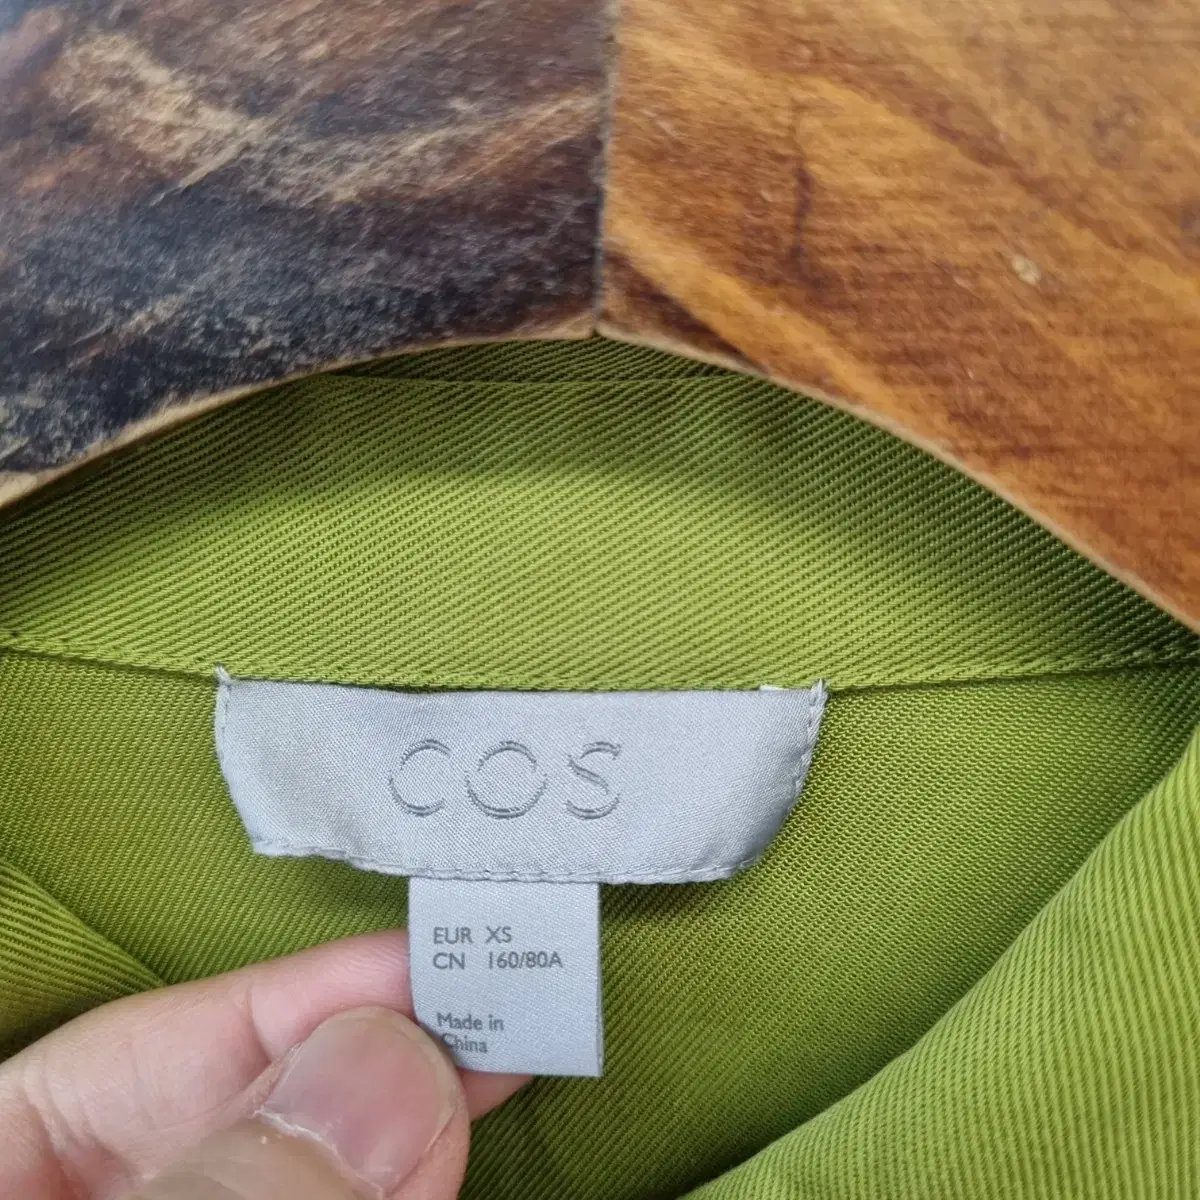 COS
EUR XS
CN 160/80A
Made in
China